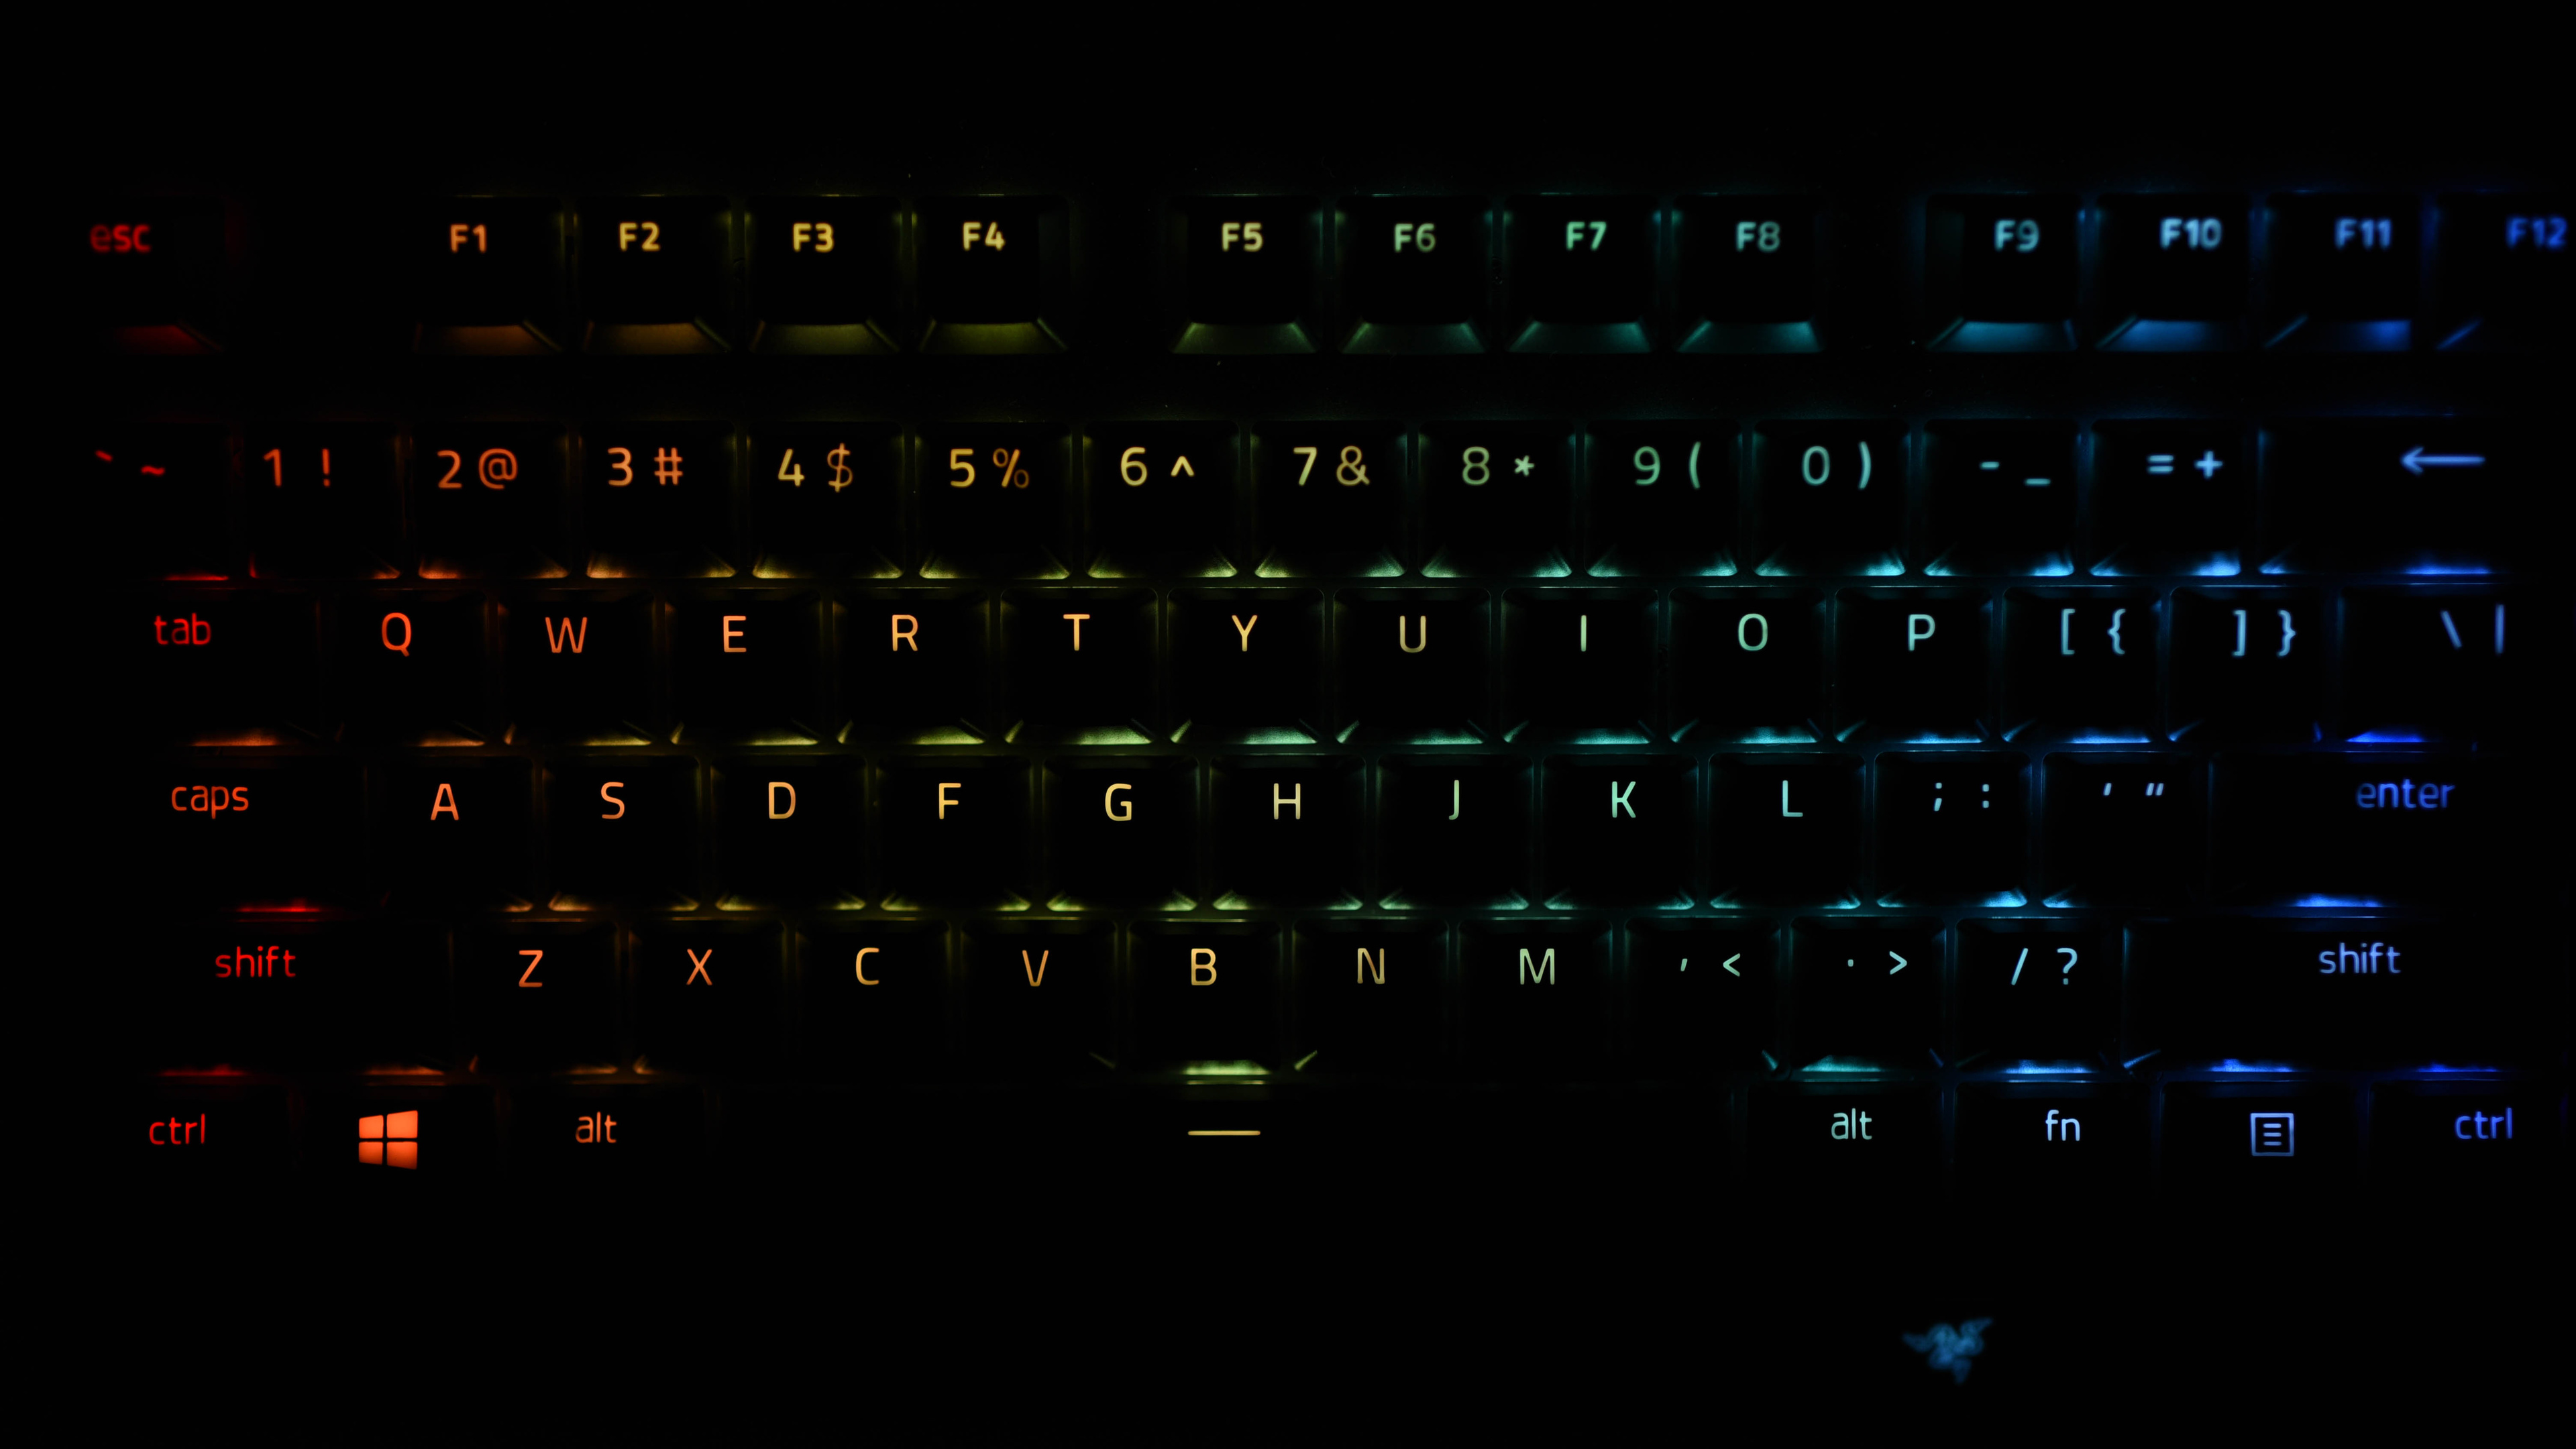 esc F1 F2 F3 F4 F5 F6 F7 F8 F9 F10 F11 F12
` ~ 1 ! 2 @ 3 # 4 $ 5 % 6 ^ 7 & 8 * 9 ( 0 ) - _ = + ←
tab Q W E R T Y U I O P [ { ] } \ |
caps A S D F G H J K L ; : ' " enter
shift Z X C V B N M , < . > / ? shift
ctrl alt — alt fn ctrl